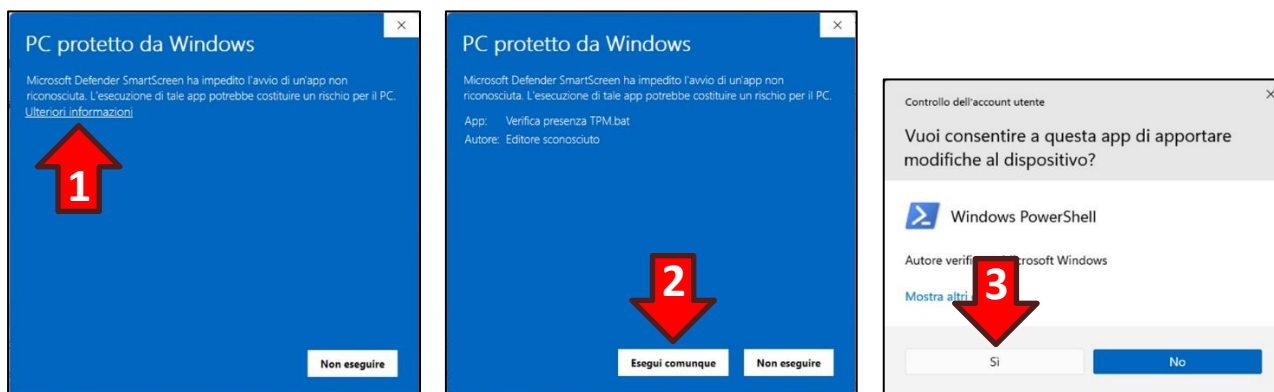 PC protetto da Windows
Microsoft Defender SmartScreen ha impedito l'avvio di un'app non
riconosciuta. L'esecuzione di tale app potrebbe costituire un rischio per il PC.
Ulteriori informazioni
1
Non eseguire
PC protetto da Windows
Microsoft Defender SmartScreen ha impedito l'avvio di un'app non
riconosciuta. L'esecuzione di tale app potrebbe costituire un rischio per il PC.
App: Verifica presenza TPM.bat
Autore: Editore sconosciuto
2
Esegui comunque
Non eseguire
Controllo dell'account utente
Vuoi consentire a questa app di apportare
modifiche al dispositivo?
Windows PowerShell
Autore Windows
Mostra altri
3
Sì
No